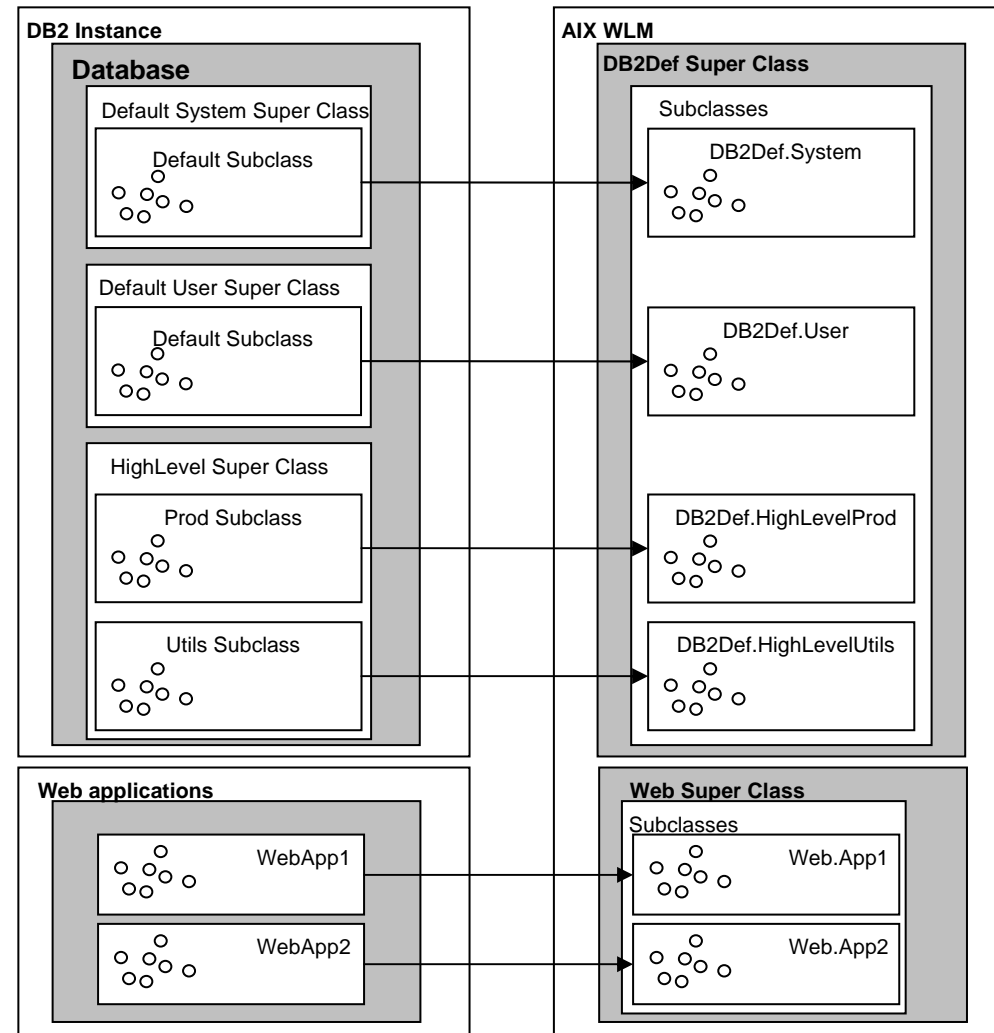 DB2 Instance
Database
Default System Super Class
Default Subclass
Default User Super Class
Default Subclass
HighLevel Super Class
Prod Subclass
Utils Subclass
Web applications
WebApp1
WebApp2
AIX WLM
DB2Def Super Class
Subclasses
DB2Def.System
DB2Def.User
DB2Def.HighLevelProd
DB2Def.HighLevelUtils
Web Super Class
Subclasses
Web.App1
Web.App2